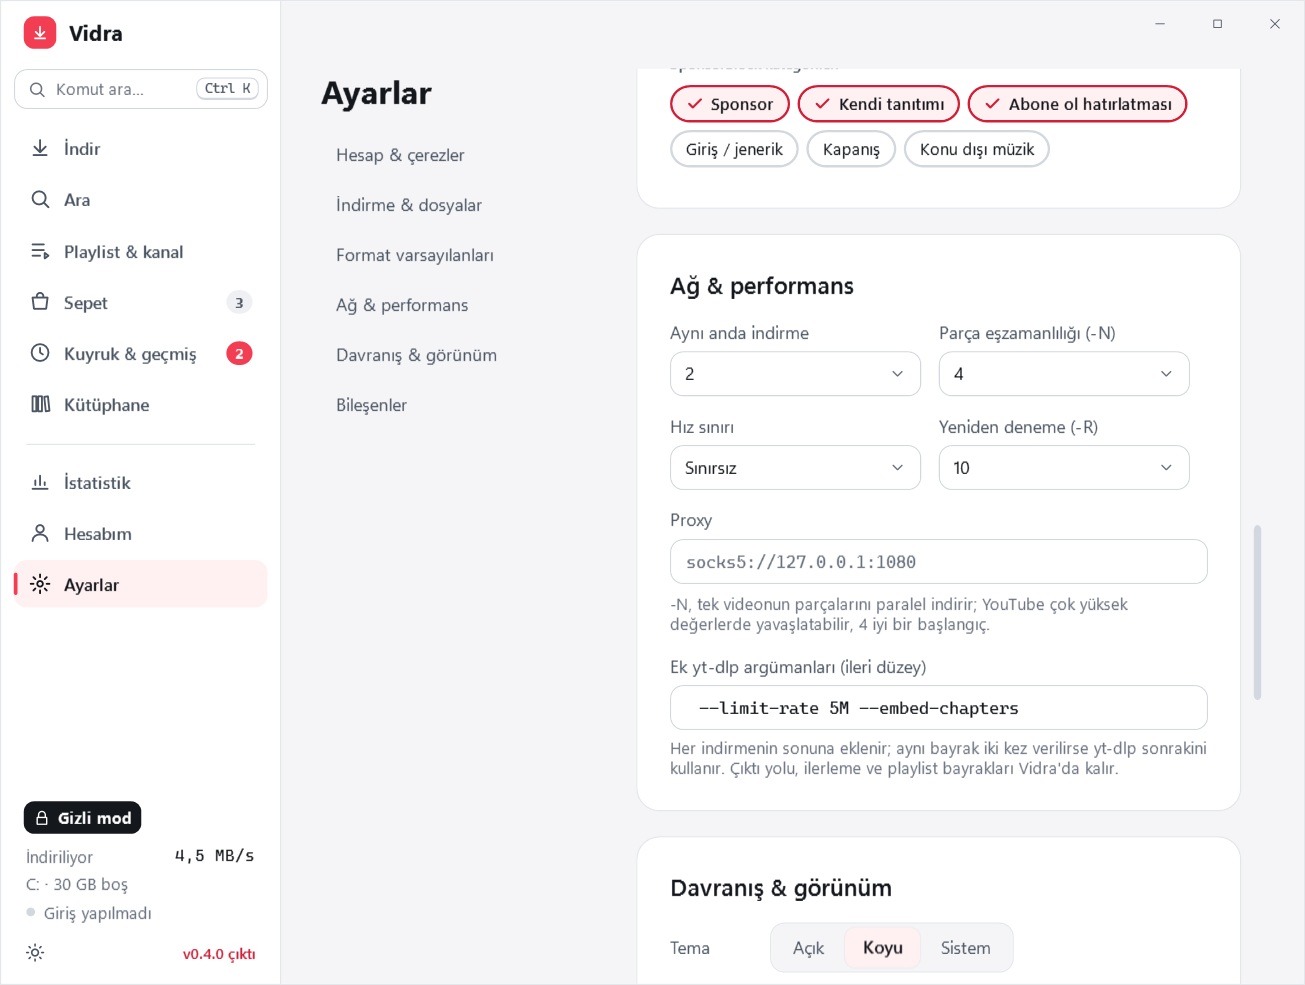 Vidra
Komut ara... Ctrl K
İndir
Ara
Playlist & kanal
Sepet 3
Kuyruk & geçmiş 2
Kütüphane
İstatistik
Hesabım
Ayarlar
Gizli mod
İndiriliyor 4,5 MB/s
C: · 30 GB boş
Giriş yapılmadı
v0.4.0 çıktı
Ayarlar
Hesap & çerezler
İndirme & dosyalar
Format varsayılanları
Ağ & performans
Davranış & görünüm
Bileşenler
Sponsor Kendi tanıtımı Abone ol hatırlatması
Giriş / jenerik Kapanış Konu dışı müzik
Ağ & performans
Aynı anda indirme Parça eşzamanlılığı (-N)
2 4
Hız sınırı Yeniden deneme (-R)
Sınırsız 10
Proxy
socks5://127.0.0.1:1080
-N, tek videonun parçalarını paralel indirir; YouTube çok yüksek
değerlerde yavaşlatabilir, 4 iyi bir başlangıç.
Ek yt-dlp argümanları (ileri düzey)
--limit-rate 5M --embed-chapters
Her indirmenin sonuna eklenir; aynı bayrak iki kez verilirse yt-dlp sonrakini
kullanır. Çıktı yolu, ilerleme ve playlist bayrakları Vidra'da kalır.
Davranış & görünüm
Tema Açık Koyu Sistem